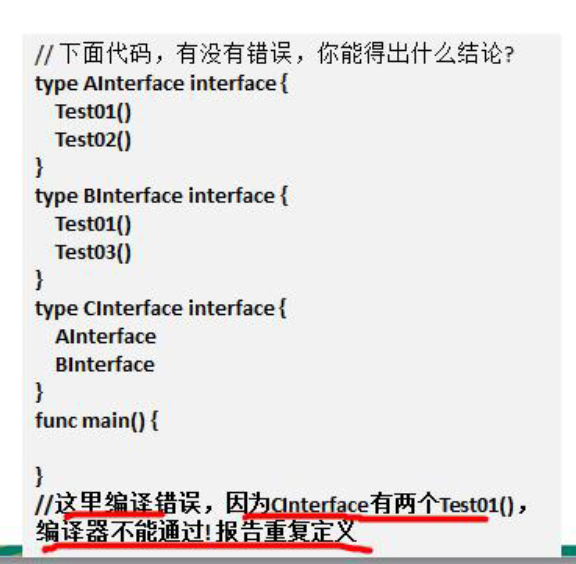 // 下面代码，有没有错误，你能得出什么结论?
type AInterface interface {
Test01()
Test02()
}
type BInterface interface {
Test01()
Test03()
}
type CInterface interface {
AInterface
BInterface
}
func main() {
}
//这里编译错误，因为CInterface有两个Test01()，
编译器不能通过! 报告重复定义